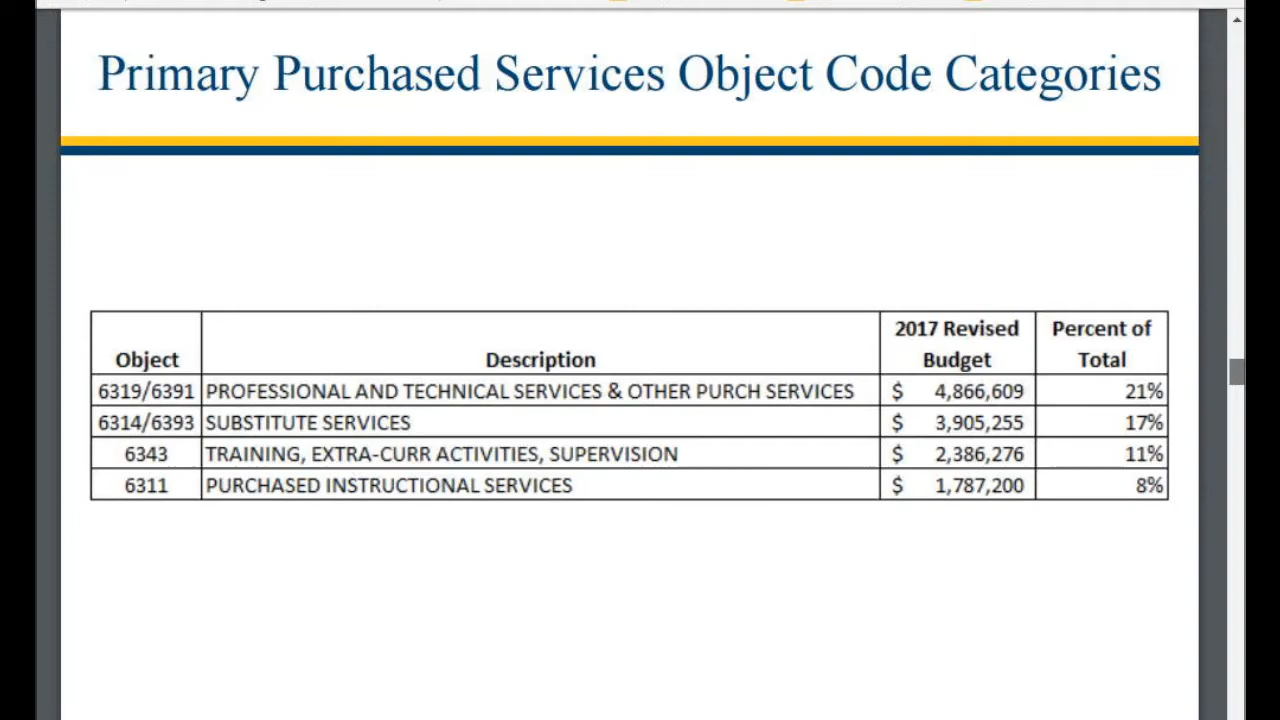 Primary Purchased Services Object Code Categories
Object Description 2017 Revised Budget Percent of Total
6319/6391 PROFESSIONAL AND TECHNICAL SERVICES & OTHER PURCH SERVICES $ 4,866,609 21%
6314/6393 SUBSTITUTE SERVICES $ 3,905,255 17%
6343 TRAINING, EXTRA-CURR ACTIVITIES, SUPERVISION $ 2,386,276 11%
6311 PURCHASED INSTRUCTIONAL SERVICES $ 1,787,200 8%